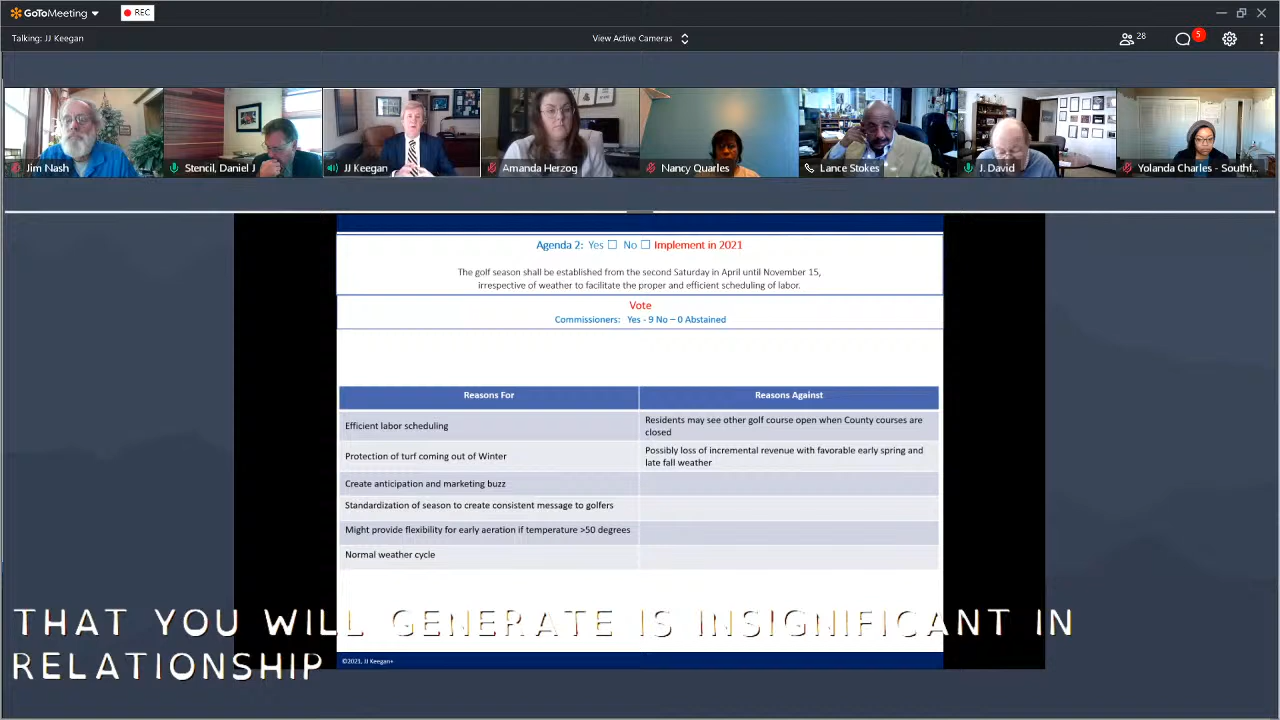 GoToMeeting
REC
Talking: JJ Keegan
View Active Cameras
28
5
Jim Nash
Stencil, Daniel J
JJ Keegan
Amanda Herzog
Nancy Quarles
Lance Stokes
J. David
Yolanda Charles - Southf...
Agenda 2: Yes ☐ No ☐ Implement in 2021
The golf season shall be established from the second Saturday in April until November 15,
irrespective of weather to facilitate the proper and efficient scheduling of labor.
Vote
Commissioners: Yes - 9 No – 0 Abstained
Reasons For
Reasons Against
Efficient labor scheduling
Residents may see other golf course open when County courses are
closed
Protection of turf coming out of Winter
Possibly loss of incremental revenue with favorable early spring and
late fall weather
Create anticipation and marketing buzz
Standardization of season to create consistent message to golfers
Might provide flexibility for early aeration if temperature >50 degrees
Normal weather cycle
THAT YOU WILL GENERATE IS INSIGNIFICANT IN
RELATIONSHIP
©2021, JJ Keegan+